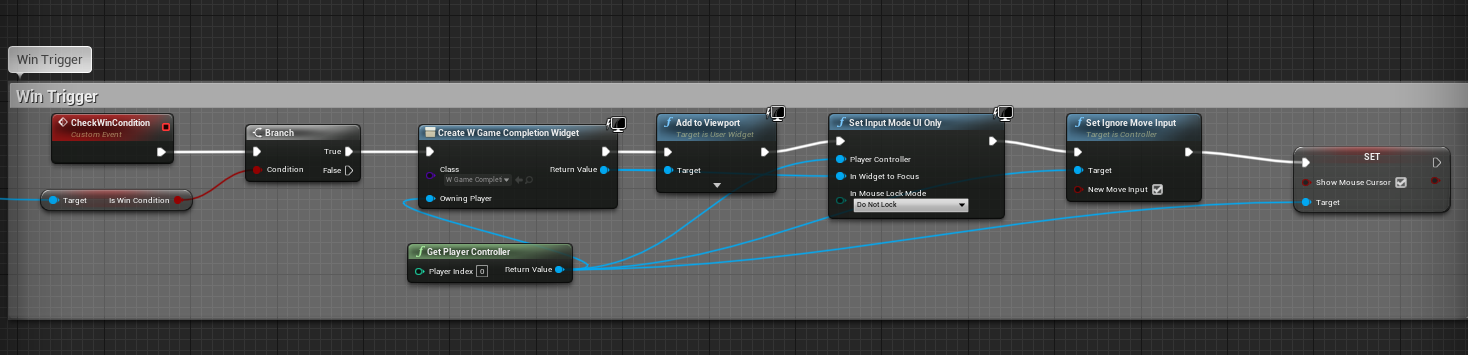 Win Trigger
Win Trigger
CheckWinCondition
Custom Event
Target
Is Win Condition
Branch
True
Condition
False
Create W Game Completion Widget
Class
W Game Completi
Return Value
Owning Player
Get Player Controller
Player Index 0
Return Value
Add to Viewport
Target is User Widget
Target
Set Input Mode UI Only
Player Controller
In Widget to Focus
In Mouse Lock Mode
Do Not Lock
Set Ignore Move Input
Target is Controller
Target
New Move Input
SET
Show Mouse Cursor
Target